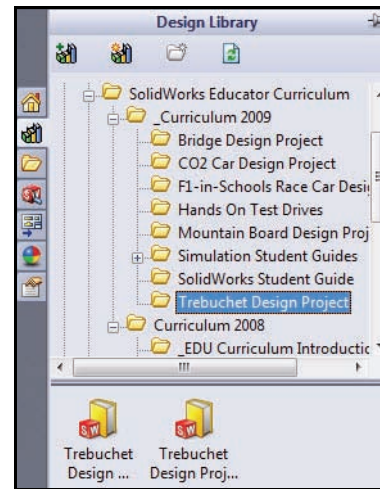 Design Library
SolidWorks Educator Curriculum
_Curriculum 2009
Bridge Design Project
CO2 Car Design Project
F1-in-Schools Race Car Desi
Hands On Test Drives
Mountain Board Design Proj
Simulation Student Guides
SolidWorks Student Guide
Trebuchet Design Project
Curriculum 2008
_EDU Curriculum Introductic
Trebuchet Design ...
Trebuchet Design Proj...